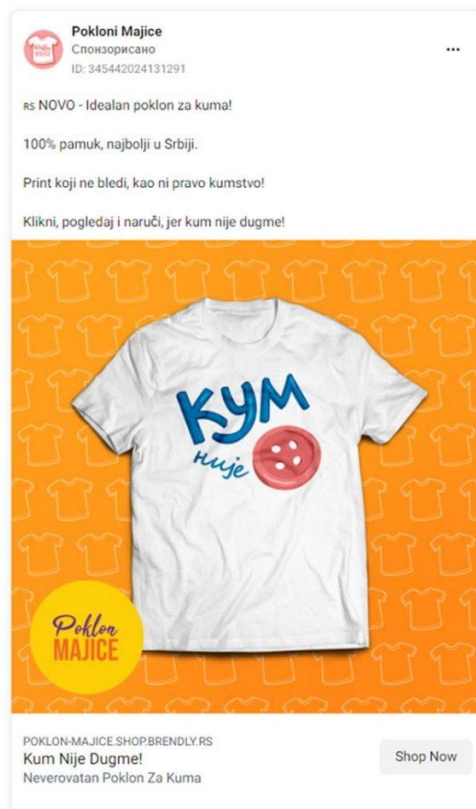 Pokloni Majice
Спонзорисано
ID: 345442024131291
RS NOVO - Idealan poklon za kuma!
100% pamuk, najbolji u Srbiji.
Print koji ne bledi, kao ni pravo kumstvo!
Klikni, pogledaj i naruči, jer kum nije dugme!
КУМ
није
Poklon
MAJICE
POKLON-MAJICE.SHOP.BRENDLY.RS
Kum Nije Dugme!
Neverovatan Poklon Za Kuma
Shop Now